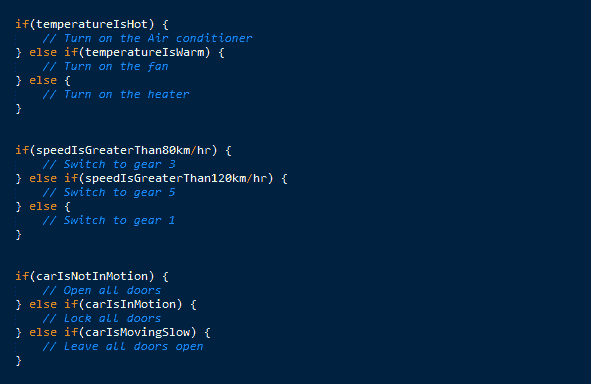 if(temperatureIsHot) {
    // Turn on the Air conditioner
} else if(temperatureIsWarm) {
    // Turn on the fan
} else {
    // Turn on the heater
}
if(speedIsGreaterThan80km/hr) {
    // Switch to gear 3
} else if(speedIsGreaterThan120km/hr) {
    // Switch to gear 5
} else {
    // Switch to gear 1
}
if(carIsNotInMotion) {
    // Open all doors
} else if(carIsInMotion) {
    // Lock all doors
} else if(carIsMovingSlow) {
    // Leave all doors open
}